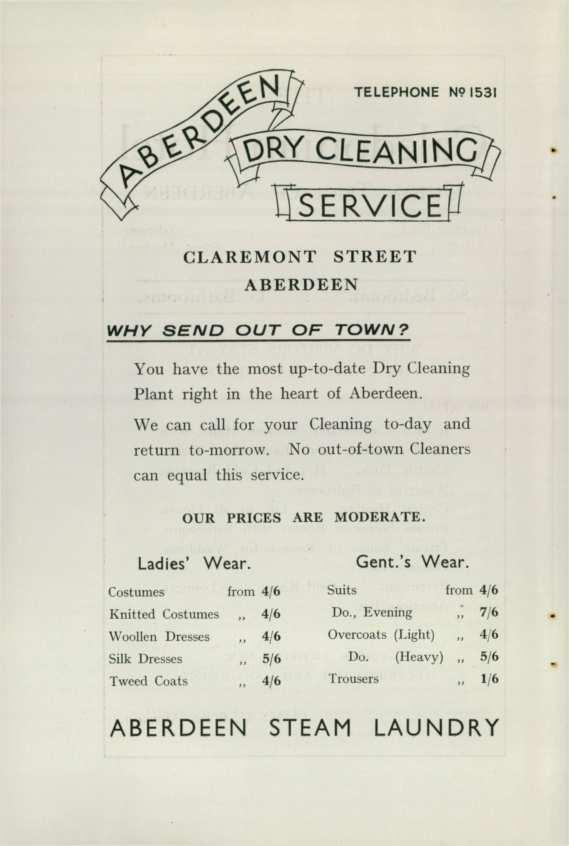 ABERDEEN
TELEPHONE Nº 1531
DRY CLEANING
SERVICE
CLAREMONT STREET
ABERDEEN
WHY SEND OUT OF TOWN?
You have the most up-to-date Dry Cleaning
Plant right in the heart of Aberdeen.
We can call for your Cleaning to-day and
return to-morrow. No out-of-town Cleaners
can equal this service.
OUR PRICES ARE MODERATE.
Ladies' Wear.
Costumes from 4/6
Knitted Costumes ,, 4/6
Woollen Dresses ,, 4/6
Silk Dresses ,, 5/6
Tweed Coats ,, 4/6
Gent.'s Wear.
Suits from 4/6
Do., Evening ,, 7/6
Overcoats (Light) ,, 4/6
Do. (Heavy) ,, 5/6
Trousers ,, 1/6
ABERDEEN STEAM LAUNDRY